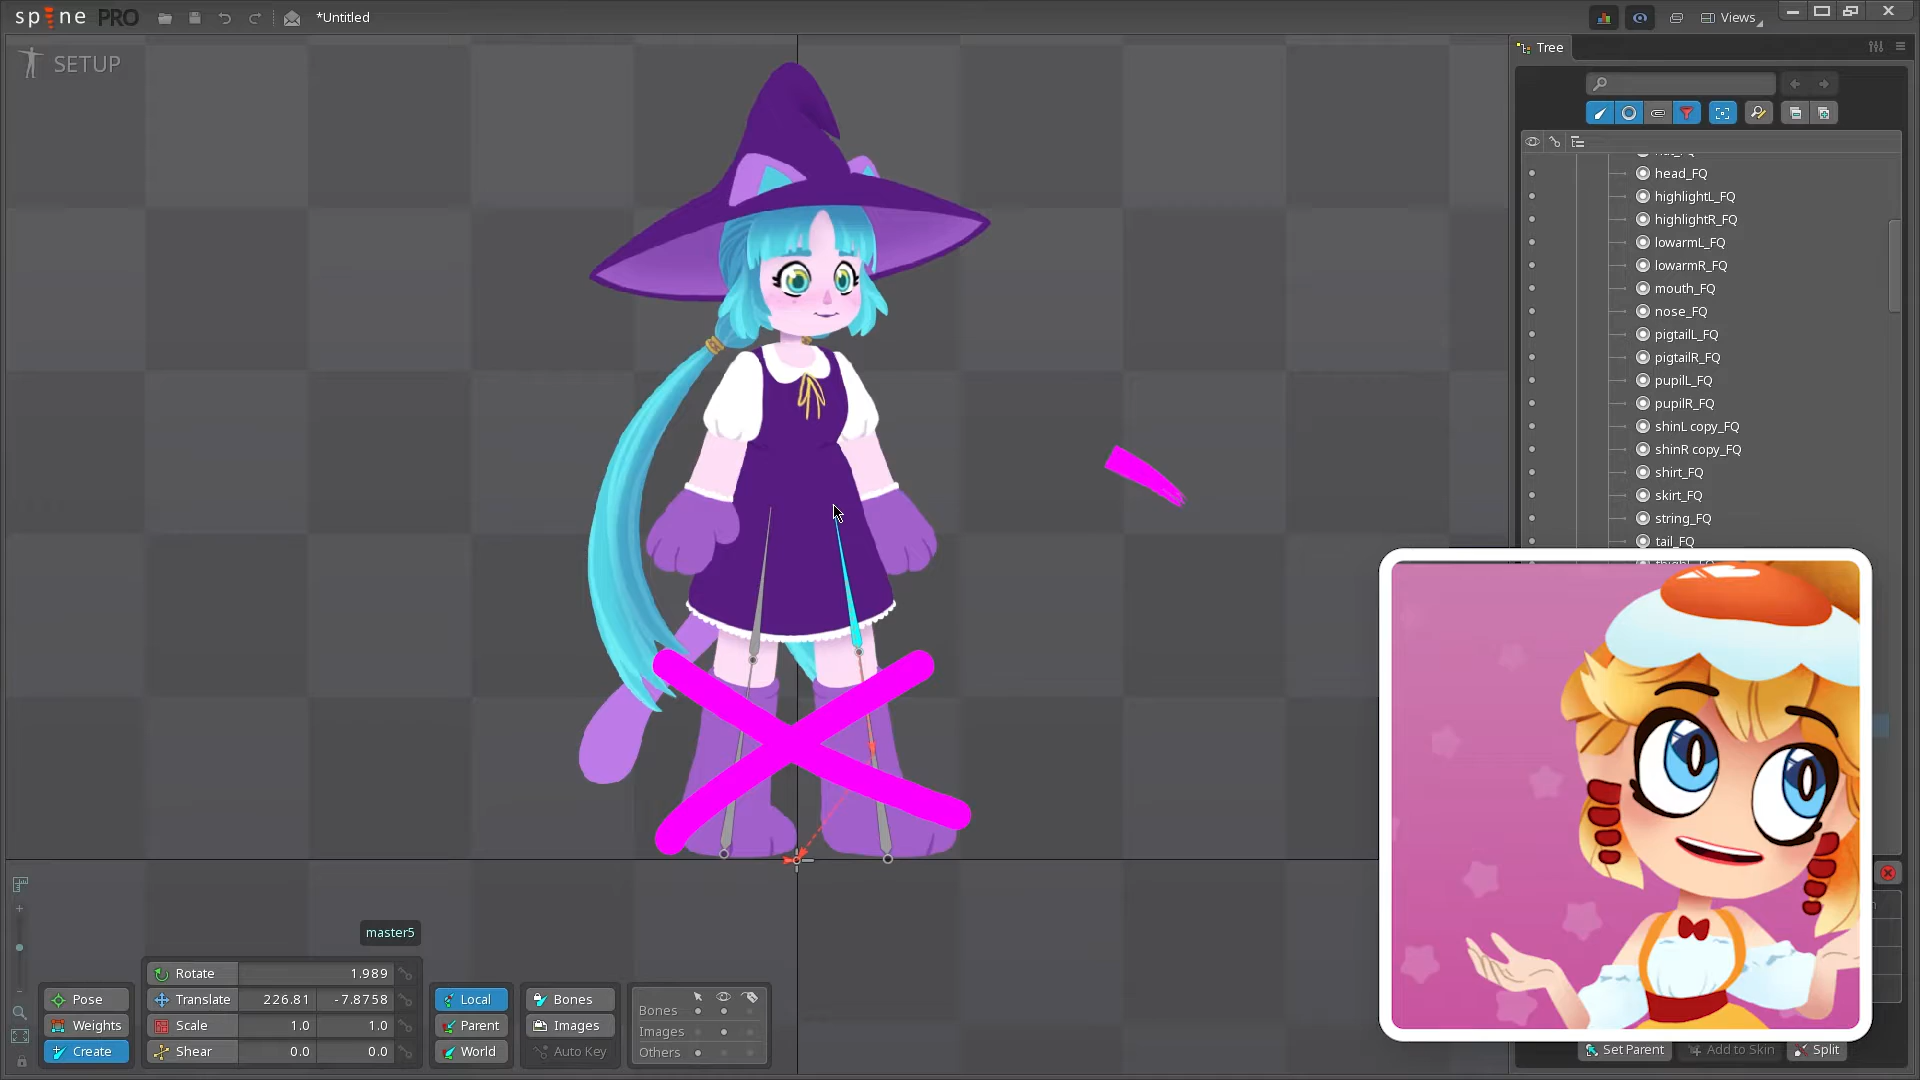 spine PRO
*Untitled
Views
SETUP
Tree
head_FQ
highlightL_FQ
highlightR_FQ
lowarmL_FQ
lowarmR_FQ
mouth_FQ
nose_FQ
pigtailL_FQ
pigtailR_FQ
pupilL_FQ
pupilR_FQ
shinL copy_FQ
shinR copy_FQ
shirt_FQ
skirt_FQ
string_FQ
tail_FQ
master5
Pose
Weights
Create
Rotate 1.989
Translate 226.81 -7.8758
Scale 1.0 1.0
Shear 0.0 0.0
Local
Parent
World
Bones
Images
Auto Key
Bones
Images
Others
Set Parent
Add to Skin
Split